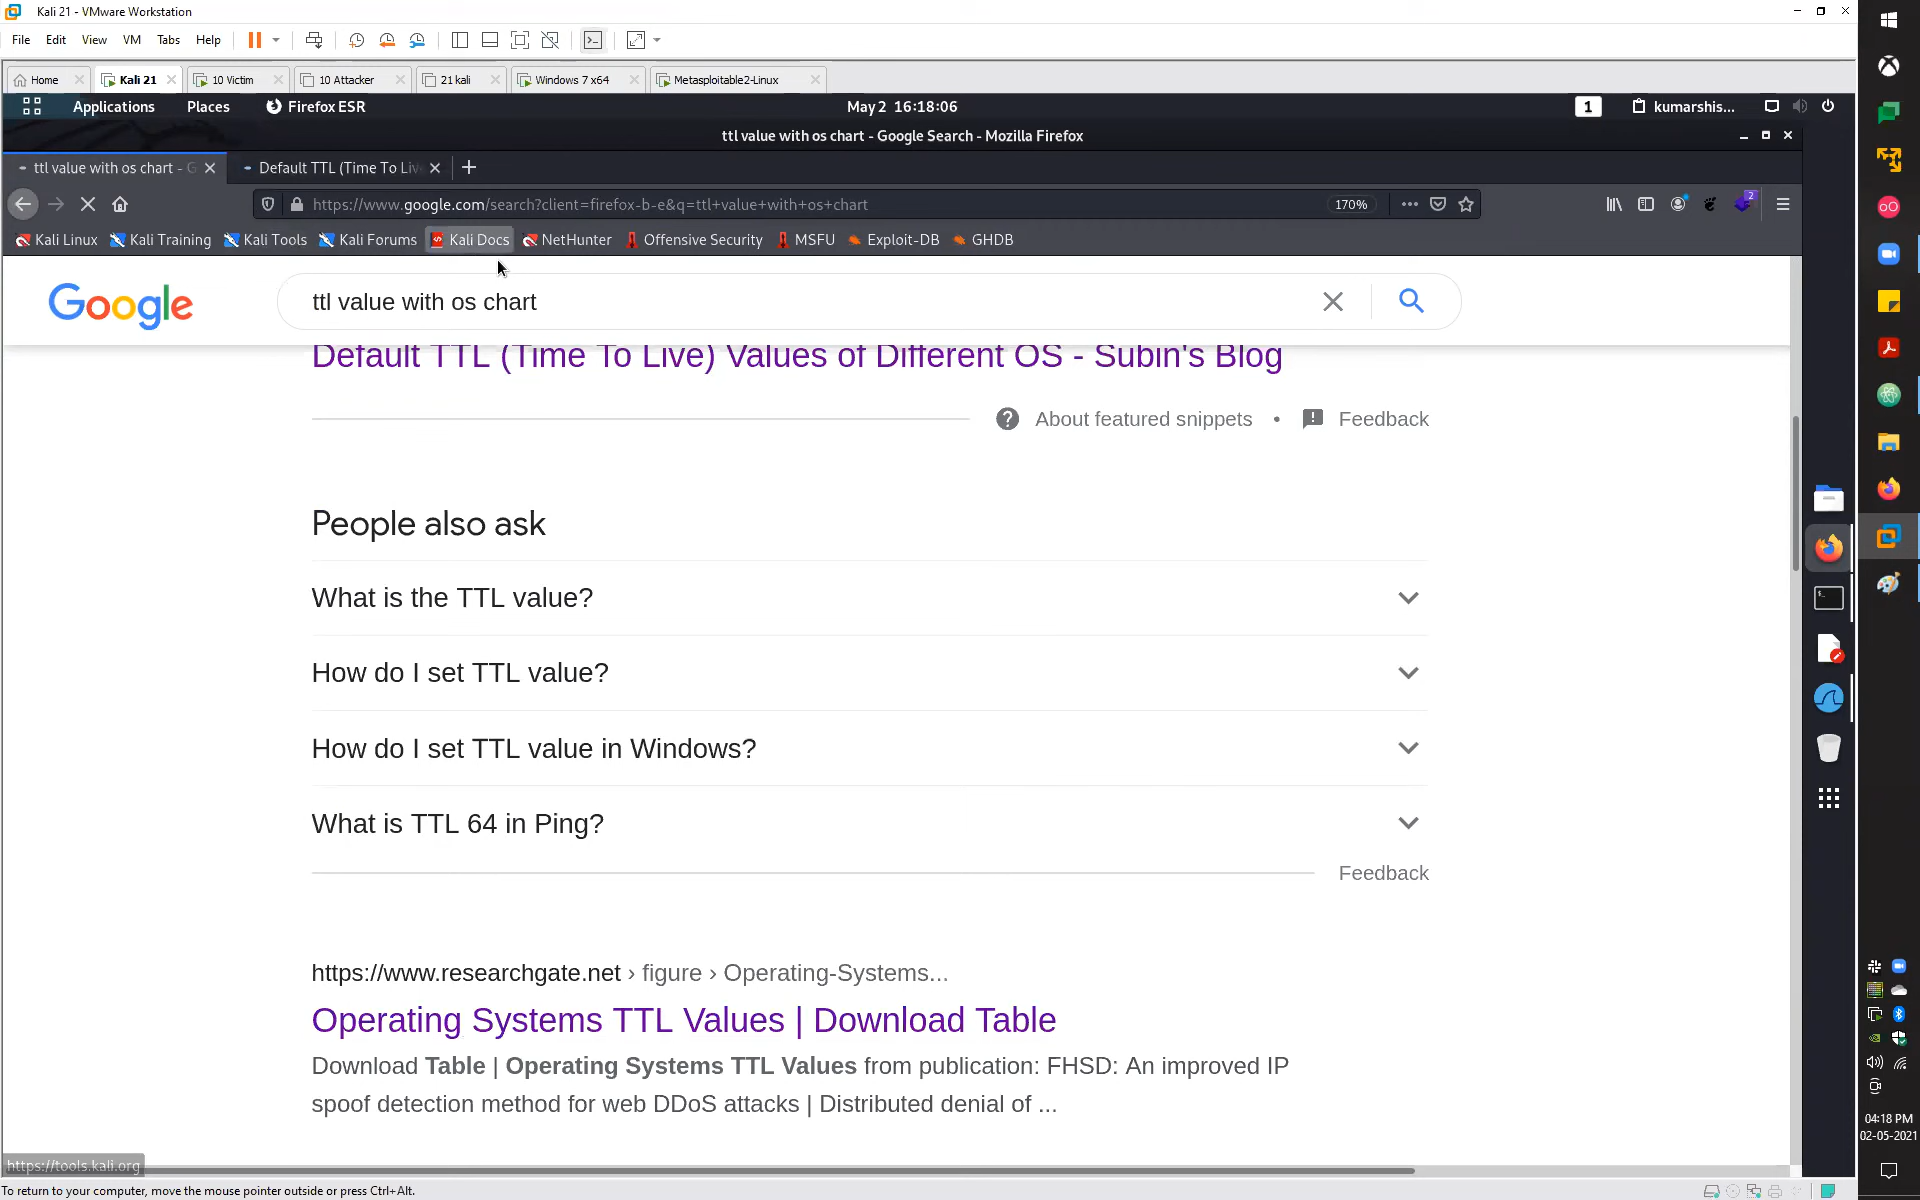 Kali 21 - VMware Workstation
File Edit View VM Tabs Help
Home Kali 21 10 Victim 10 Attacker 21 kali Windows 7 x64 Metasploitable2-Linux
Applications Places Firefox ESR May 2 16:18:06 1 kumarshis...
ttl value with os chart - Google Search - Mozilla Firefox
ttl value with os chart - G Default TTL (Time To Liv
https://www.google.com/search?client=firefox-b-e&q=ttl+value+with+os+chart 170% 2
Kali Linux Kali Training Kali Tools Kali Forums Kali Docs NetHunter Offensive Security MSFU Exploit-DB GHDB
Google ttl value with os chart
Default TTL (Time To Live) Values of Different OS - Subin's Blog
About featured snippets • Feedback
People also ask
What is the TTL value?
How do I set TTL value?
How do I set TTL value in Windows?
What is TTL 64 in Ping?
Feedback
https://www.researchgate.net › figure › Operating-Systems...
Operating Systems TTL Values | Download Table
Download Table | Operating Systems TTL Values from publication: FHSD: An improved IP
spoof detection method for web DDoS attacks | Distributed denial of ...
https://tools.kali.org
To return to your computer, move the mouse pointer outside or press Ctrl+Alt.
04:18 PM
02-05-2021